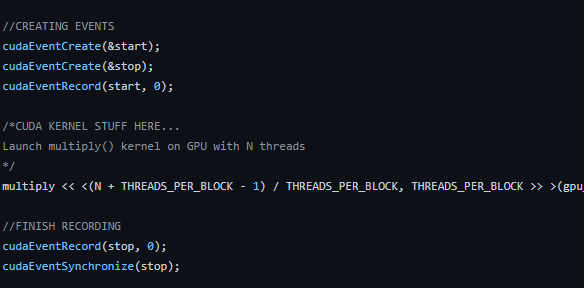 //CREATING EVENTS
cudaEventCreate(&start);
cudaEventCreate(&stop);
cudaEventRecord(start, 0);
/*CUDA KERNEL STUFF HERE...
Launch multiply() kernel on GPU with N threads
*/
multiply << <(N + THREADS_PER_BLOCK - 1) / THREADS_PER_BLOCK, THREADS_PER_BLOCK >> >(gpu_
//FINISH RECORDING
cudaEventRecord(stop, 0);
cudaEventSynchronize(stop);